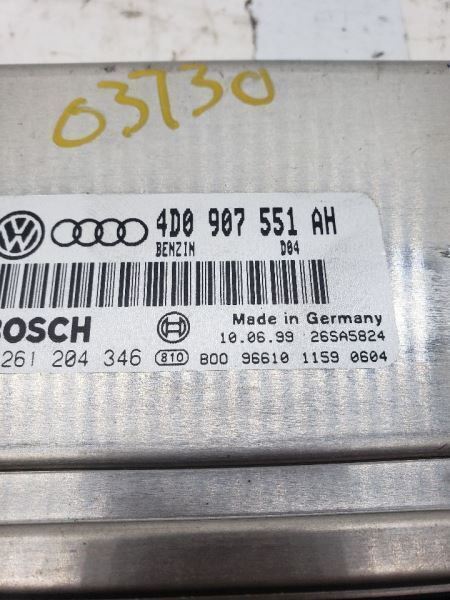 03730
4D0 907 551 AH
BENZIN D04
BOSCH
Made in Germany
10.06.99 26SA5824
261 204 346 810 B00 96610 1159 0604